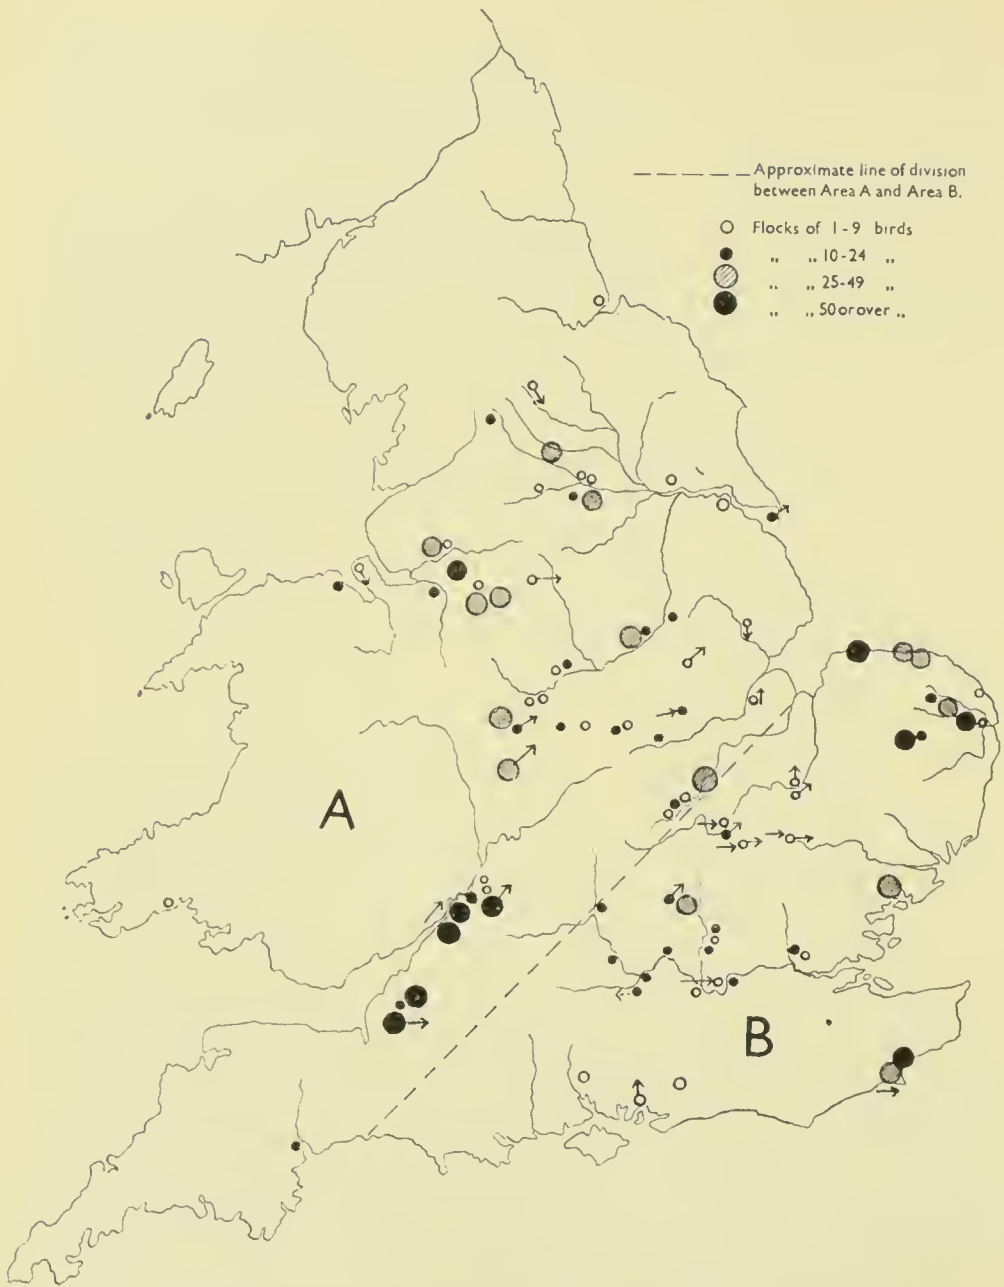 Approximate line of division
between Area A and Area B.
Flocks of 1-9 birds
„ „ 10-24 „
„ „ 25-49 „
„ „ 50 or over „
A
B